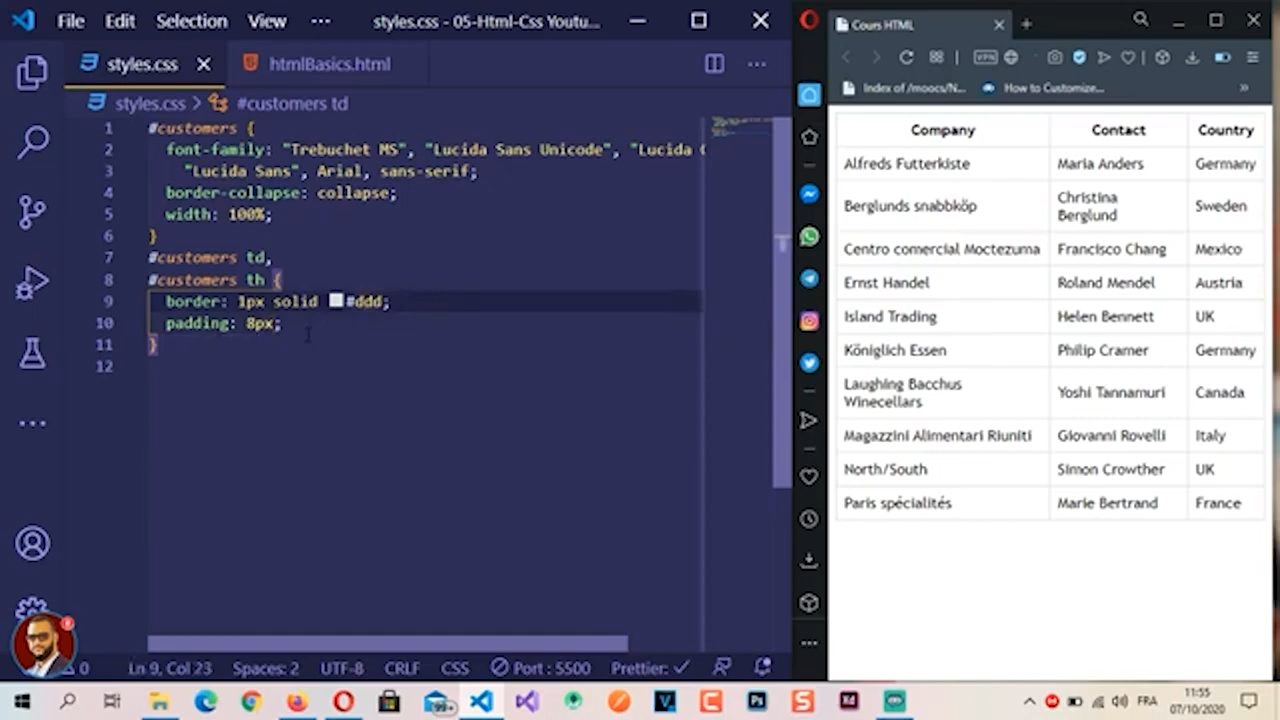 File Edit Selection View ··· styles.css - 05-Html-Css Youtu...
styles.css htmlBasics.html
styles.css > #customers td
1 #customers {
2 font-family: "Trebuchet MS", "Lucida Sans Unicode", "Lucida
3 "Lucida Sans", Arial, sans-serif;
4 border-collapse: collapse;
5 width: 100%;
6 }
7 #customers td,
8 #customers th {
9 border: 1px solid #ddd;
10 padding: 8px;
11 }
12
0 Ln 9, Col 23 Spaces: 2 UTF-8 CRLF CSS Port : 5500 Prettier: ✓
Cours HTML
VPN
Index of /moocs/N... How to Customize... »
Company Contact Country
Alfreds Futterkiste Maria Anders Germany
Berglunds snabbköp Christina Berglund Sweden
Centro comercial Moctezuma Francisco Chang Mexico
Ernst Handel Roland Mendel Austria
Island Trading Helen Bennett UK
Königlich Essen Philip Cramer Germany
Laughing Bacchus Winecellars Yoshi Tannamuri Canada
Magazzini Alimentari Riuniti Giovanni Rovelli Italy
North/South Simon Crowther UK
Paris spécialités Marie Bertrand France
99+ Ps Xd FRA 11:55
07/10/2020